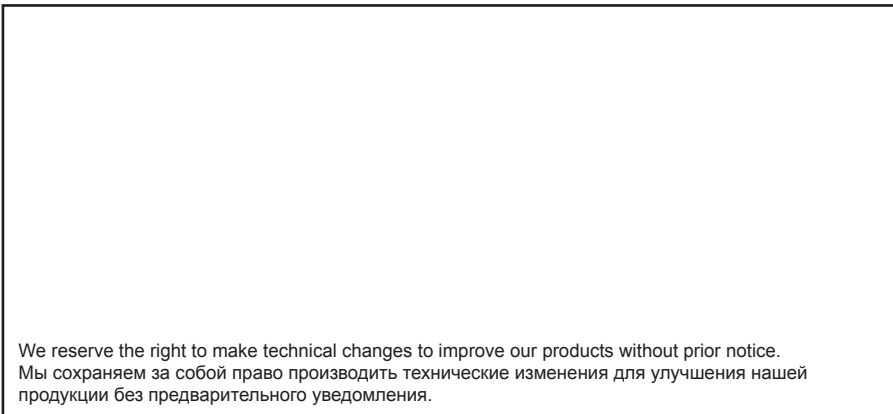 We reserve the right to make technical changes to improve our products without prior notice.
Мы сохраняем за собой право производить технические изменения для улучшения нашей
продукции без предварительного уведомления.